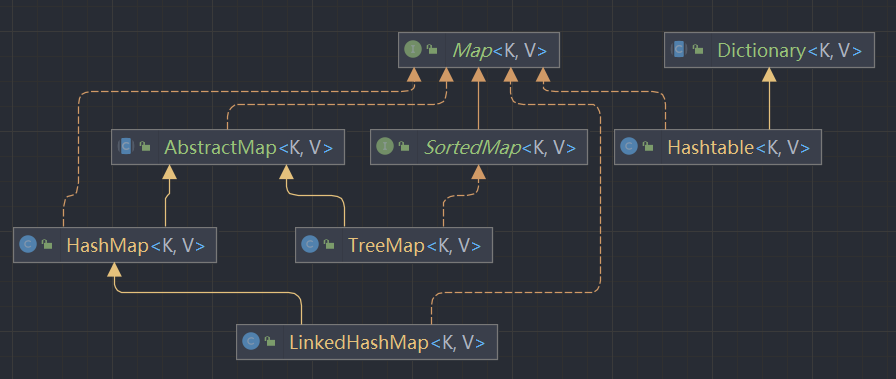 Map<K, V>
Dictionary<K, V>
AbstractMap<K, V>
SortedMap<K, V>
Hashtable<K, V>
HashMap<K, V>
TreeMap<K, V>
LinkedHashMap<K, V>